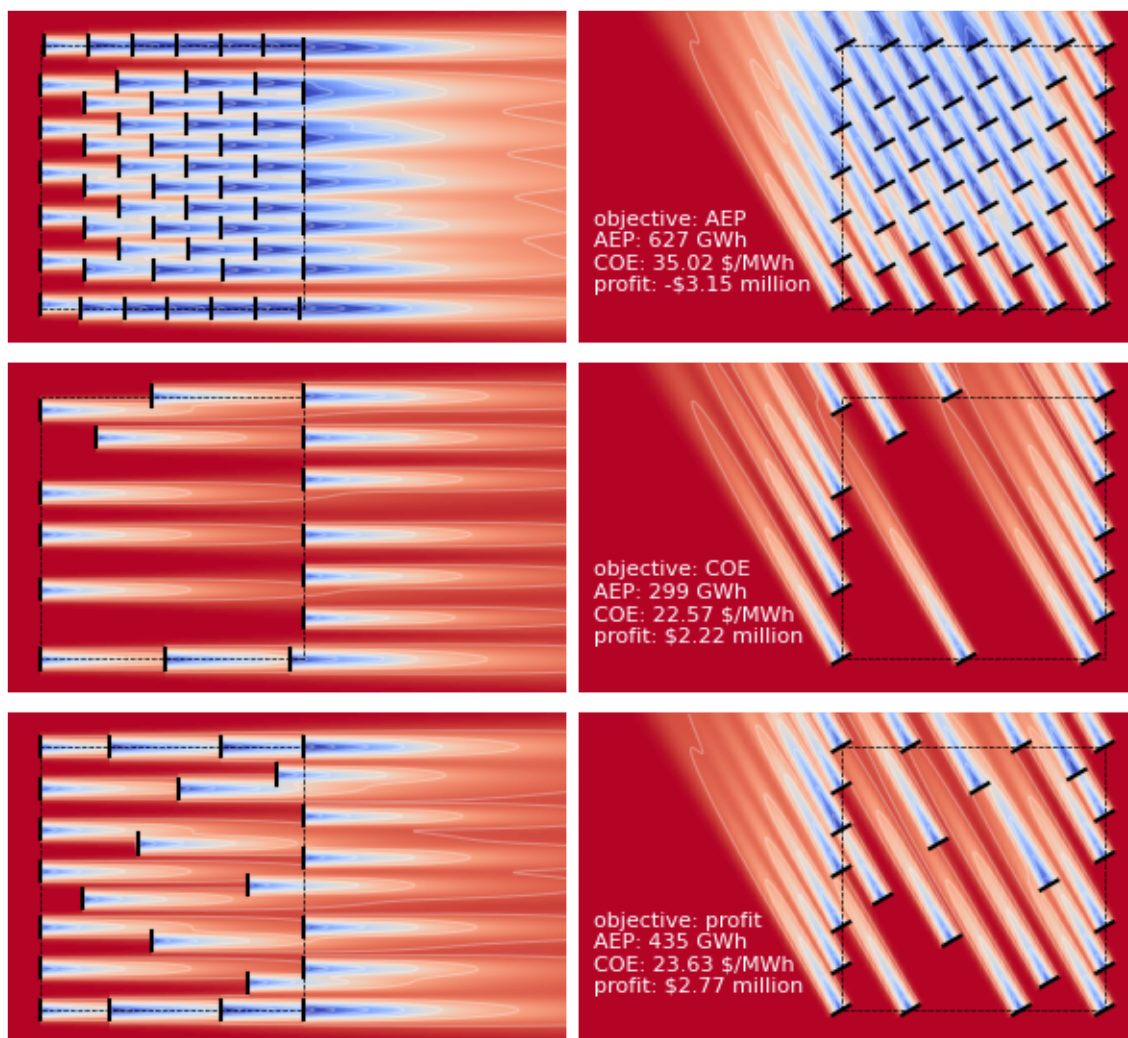 objective: AEP
AEP: 627 GWh
COE: 35.02 $/MWh
profit: -$3.15 million
objective: COE
AEP: 299 GWh
COE: 22.57 $/MWh
profit: $2.22 million
objective: profit
AEP: 435 GWh
COE: 23.63 $/MWh
profit: $2.77 million